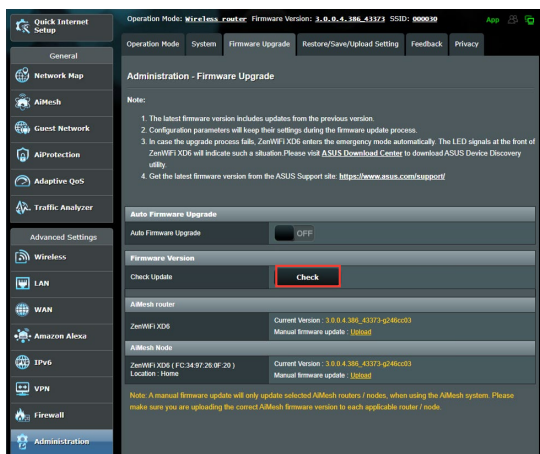 Quick Internet
Setup
Operation Mode: Wireless router Firmware Version: 3.0.0.4.386_43373 SSID: 000030
App
Operation Mode System Firmware Upgrade Restore/Save/Upload Setting Feedback Privacy
General
Network Map
AiMesh
Guest Network
AiProtection
Adaptive QoS
Traffic Analyzer
Advanced Settings
Wireless
LAN
WAN
Amazon Alexa
IPv6
VPN
Firewall
Administration
Administration - Firmware Upgrade
Note:
1. The latest firmware version includes updates from the previous version.
2. Configuration parameters will keep their settings during the firmware update process.
3. In case the upgrade process fails, ZenWiFi XD6 enters the emergency mode automatically. The LED signals at the front of
ZenWiFi XD6 will indicate such a situation.Please visit ASUS Download Center to download ASUS Device Discovery
utility.
4. Get the latest firmware version from the ASUS Support site: https://www.asus.com/support/
Auto Firmware Upgrade
Auto Firmware Upgrade OFF
Firmware Version
Check Update Check
AiMesh router
ZenWiFi XD6
Current Version : 3.0.0.4.386_43373-g246cc03
Manual firmware update : Upload
AiMesh Node
ZenWiFi XD6 ( FC:34:97:26:0F:20 )
Location : Home
Current Version : 3.0.0.4.386_43373-g246cc03
Manual firmware update : Upload
Note: A manual firmware update will only update selected AiMesh routers / nodes, when using the AiMesh system. Please
make sure you are uploading the correct AiMesh firmware version to each applicable router / node.